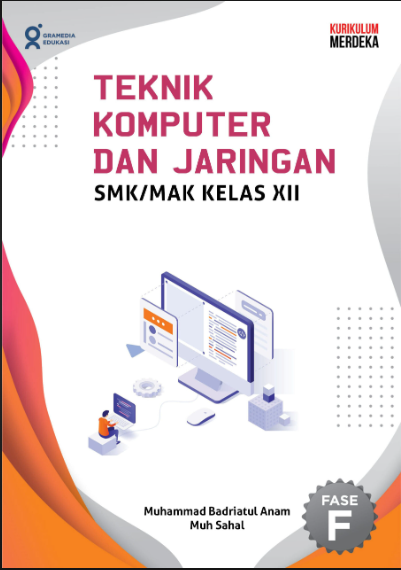 GRAMEDIA
EDUKASI
KURIKULUM
MERDEKA
TEKNIK
KOMPUTER
DAN JARINGAN
SMK/MAK KELAS XII
Muhammad Badriatul Anam
Muh Sahal
FASE
F